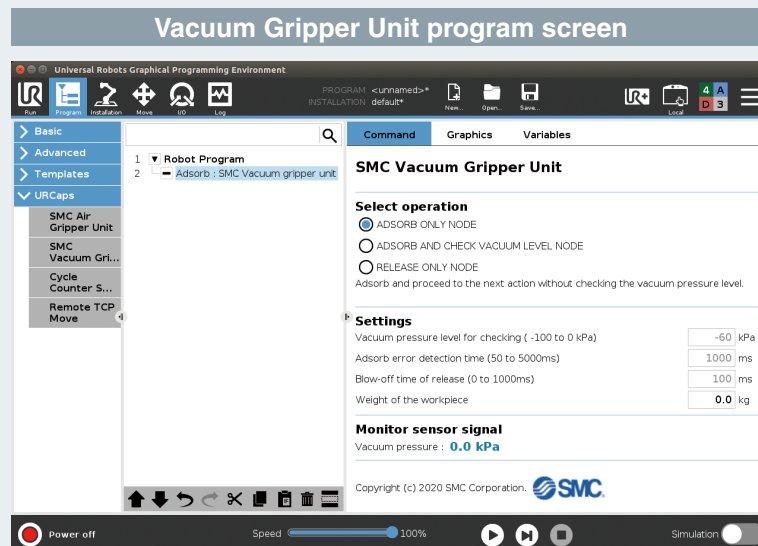 Vacuum Gripper Unit program screen
Universal Robots Graphical Programming Environment
PROGRAM <unnamed>*
INSTALLATION default*
Run
Program
Installation
Move
I/O
Log
New...
Open...
Save...
UR+
Local
4 A
D 3
Basic
Advanced
Templates
URCaps
SMC Air
Gripper Unit
SMC
Vacuum Gri...
Cycle
Counter S...
Remote TCP
Move
1 Robot Program
2 Adsorb : SMC Vacuum gripper unit
Command Graphics Variables
SMC Vacuum Gripper Unit
Select operation
ADSORB ONLY NODE
ADSORB AND CHECK VACUUM LEVEL NODE
RELEASE ONLY NODE
Adsorb and proceed to the next action without checking the vacuum pressure level.
Settings
Vacuum pressure level for checking ( -100 to 0 kPa) -60 kPa
Adsorb error detection time (50 to 5000ms) 1000 ms
Blow-off time of release (0 to 1000ms) 100 ms
Weight of the workpiece 0.0 kg
Monitor sensor signal
Vacuum pressure : 0.0 kPa
Copyright (c) 2020 SMC Corporation. SMC.
Power off
Speed 100%
Simulation